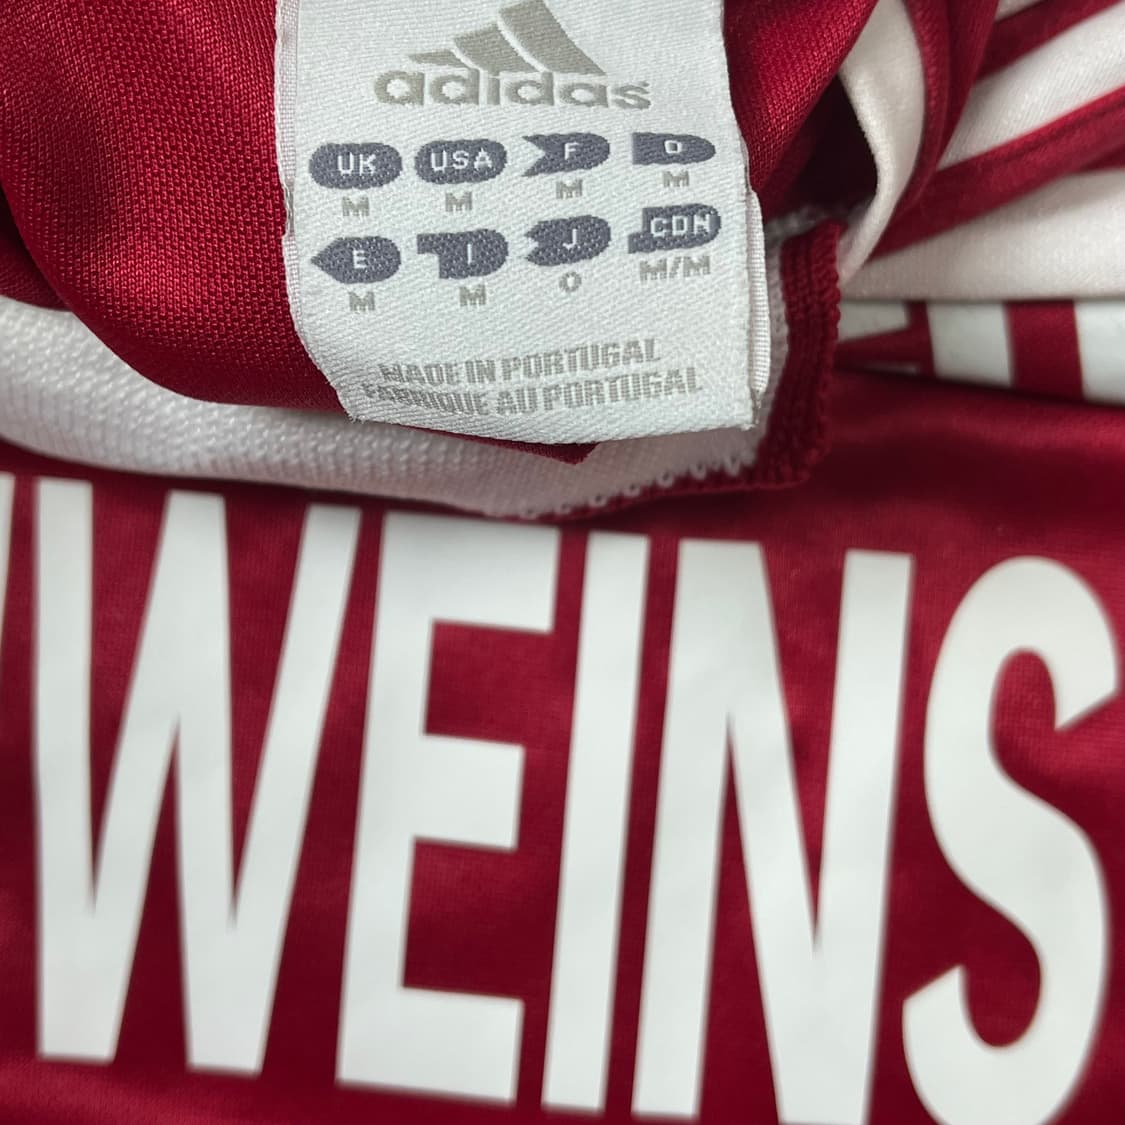 adidas
UK USA F D
M M M M
E I J CDN
M M O M/M
MADE IN PORTUGAL
FABRIQUE AU PORTUGAL
WEINS